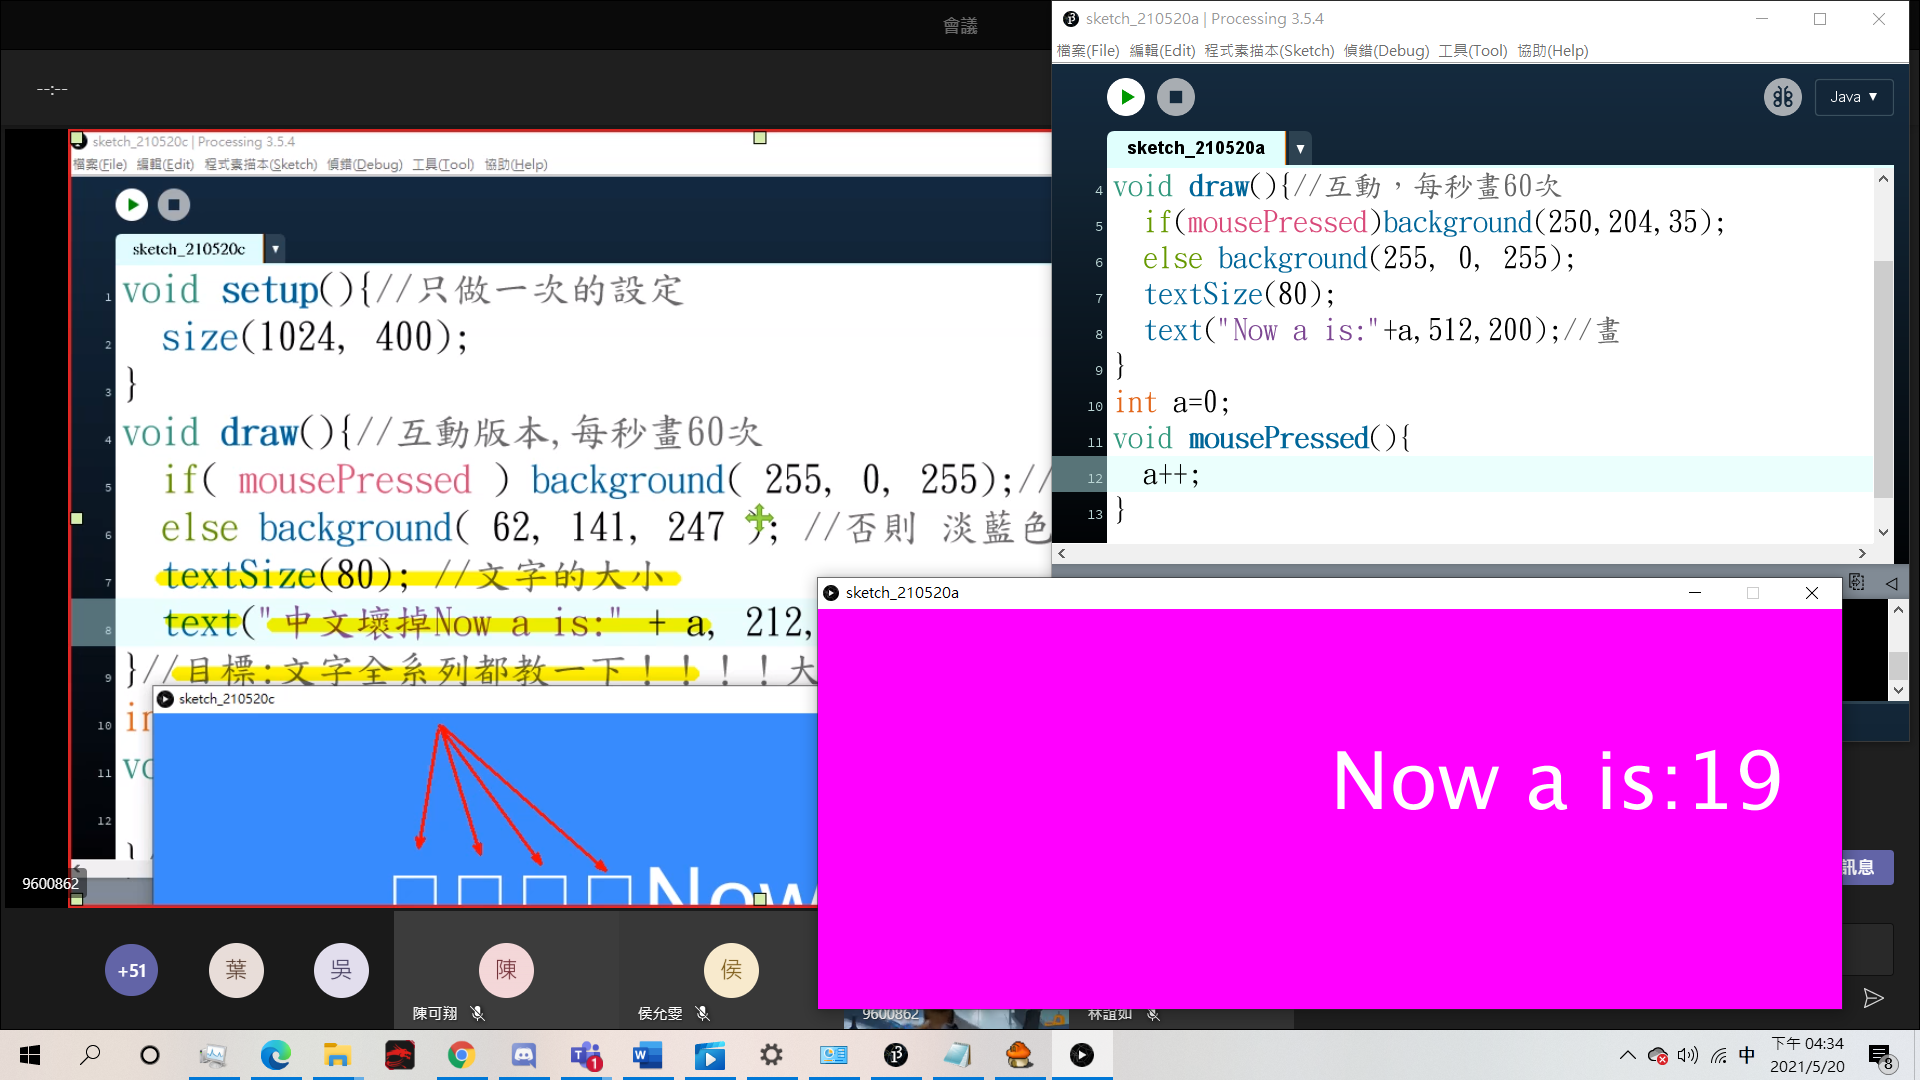 會議
--:--
sketch_210520c | Processing 3.5.4
檔案(File) 編輯(Edit) 程式素描本(Sketch) 偵錯(Debug) 工具(Tool) 協助(Help)
sketch_210520c ▼
1 void setup(){//只做一次的設定
2 size(1024, 400);
3 }
4 void draw(){//互動版本,每秒畫60次
5 if( mousePressed ) background( 255, 0, 255);//
6 else background( 62, 141, 247 ); //否則 淡藍色
7 textSize(80); //文字的大小
8 text("中文壞掉Now a is:" + a, 212,
9 }//目標:文字全系列都教一下！！！！大
10 in
11 vo
12
sketch_210520c
□□□□Now
9600862
sketch_210520a | Processing 3.5.4
檔案(File) 編輯(Edit) 程式素描本(Sketch) 偵錯(Debug) 工具(Tool) 協助(Help)
Java ▼
sketch_210520a ▼
4 void draw(){//互動，每秒畫60次
5 if(mousePressed)background(250,204,35);
6 else background(255, 0, 255);
7 textSize(80);
8 text("Now a is:"+a,512,200);//畫
9 }
10 int a=0;
11 void mousePressed(){
12 a++;
13 }
sketch_210520a
Now a is:19
訊息
+51
葉
吳
陳
陳可翔
侯
侯允雯
9600862
林誼如
1
中
下午 04:34
2021/5/20
8